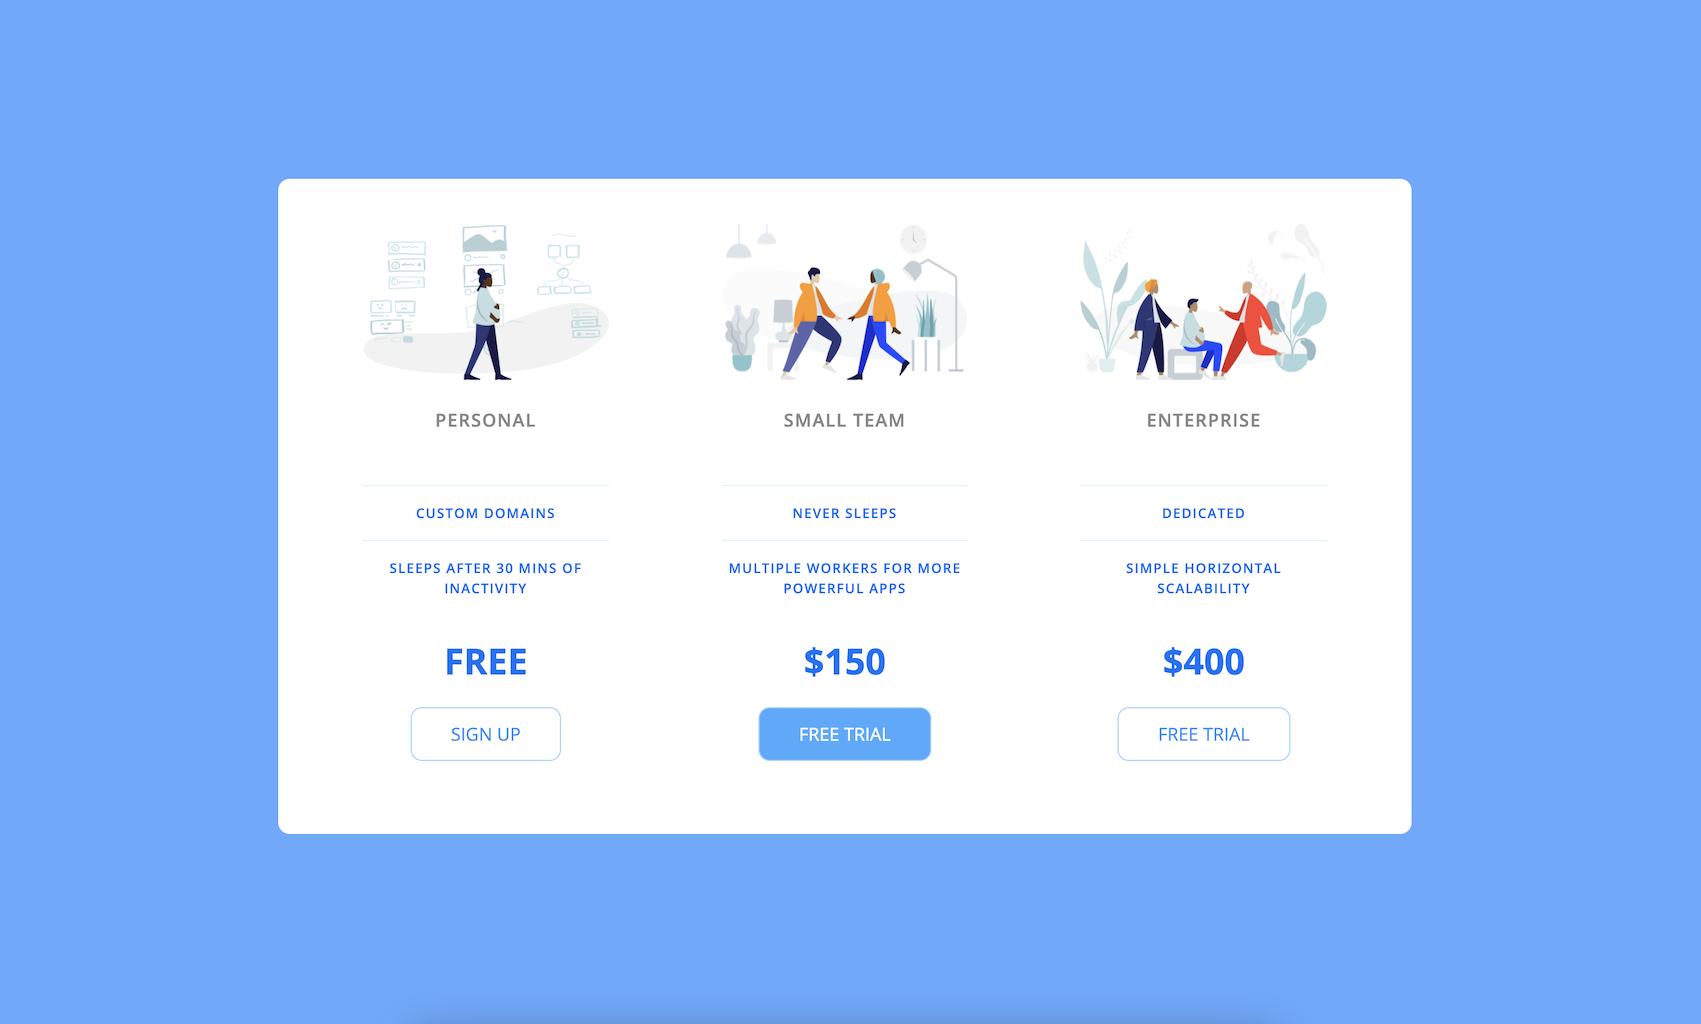 PERSONAL
CUSTOM DOMAINS
SLEEPS AFTER 30 MINS OF
INACTIVITY
FREE
SIGN UP
SMALL TEAM
NEVER SLEEPS
MULTIPLE WORKERS FOR MORE
POWERFUL APPS
$150
FREE TRIAL
ENTERPRISE
DEDICATED
SIMPLE HORIZONTAL
SCALABILITY
$400
FREE TRIAL